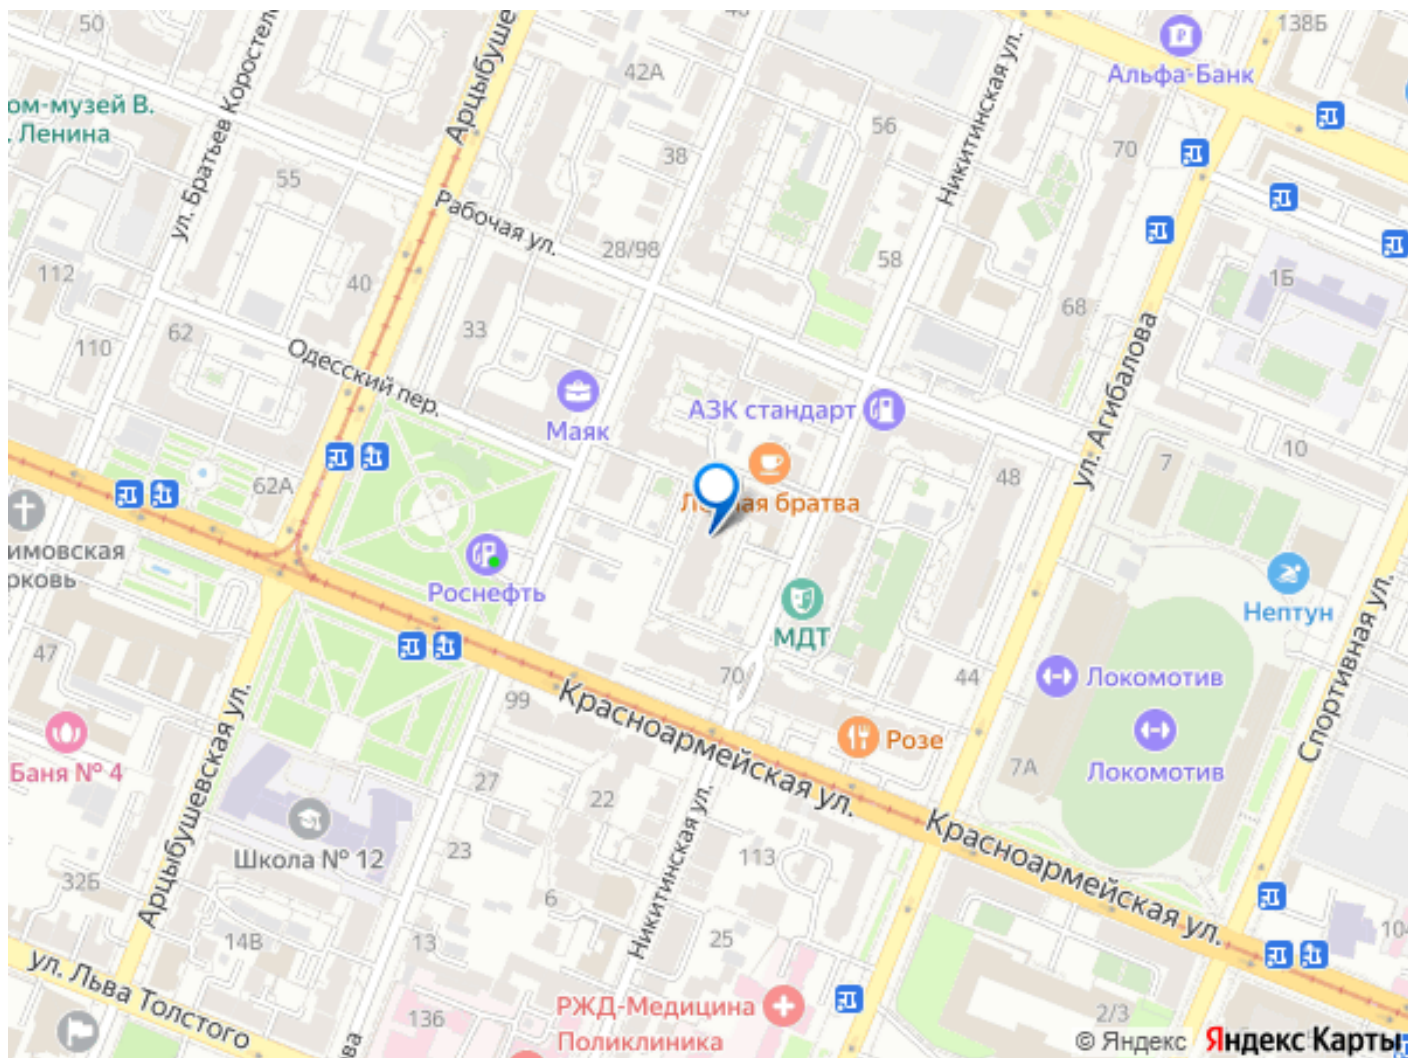 50
ул. Братьев Коростел
Арцыбуше
42А
Никитинская ул.
Альфа-Банк
138Б
ом-музей В.
. Ленина
56
38
70
55
Рабочая ул.
28/98
58
1Б
112
40
33
68
62
110
Одесский пер.
ул. Агибалова
Маяк
АЗК стандарт
7
10
48
62А
ная братва
имовская
рковь
Роснефть
Нептун
МДТ
47
70
44
Локомотив
99
Красноармейская ул.
Розе
Локомотив
Спортивная ул.
Баня № 4
7А
27
22
Арцыбушевская ул.
Красноармейская ул.
Школа № 12
23
113
Никитинская ул.
32Б
6
14В
13
25
104
ул. Льва Толстого
РЖД-Медицина
Поликлиника
136
2/3
ова
© Яндекс
Яндекс Карты